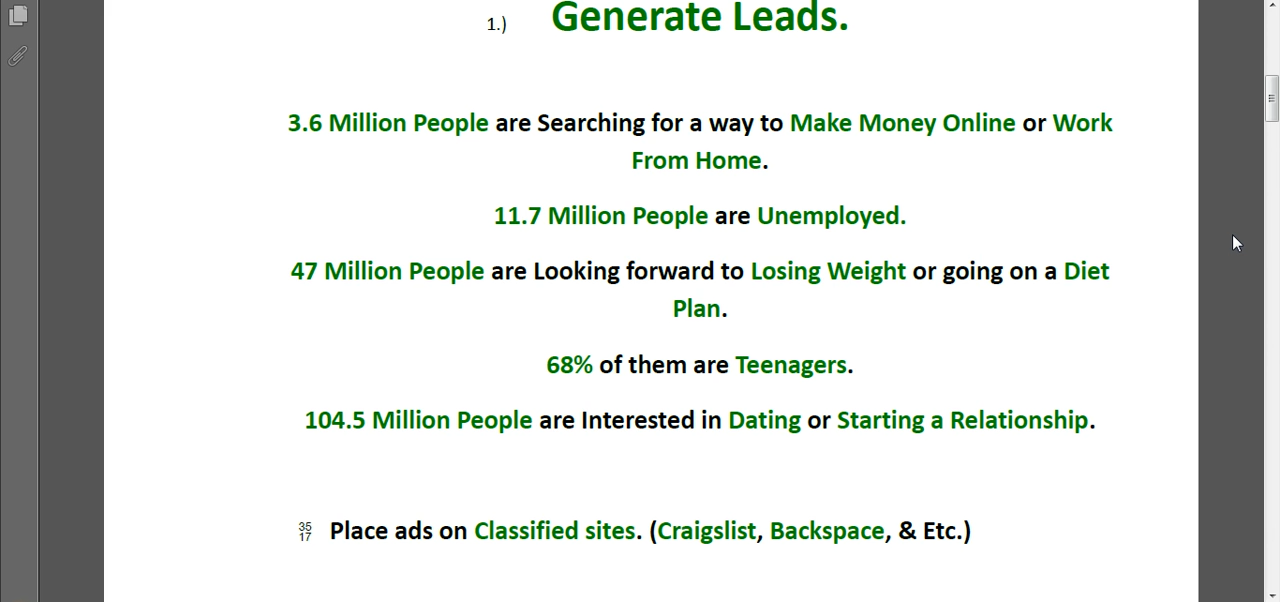 1.) Generate Leads.
3.6 Million People are Searching for a way to Make Money Online or Work
From Home.
11.7 Million People are Unemployed.
47 Million People are Looking forward to Losing Weight or going on a Diet
Plan.
68% of them are Teenagers.
104.5 Million People are Interested in Dating or Starting a Relationship.
35
17 Place ads on Classified sites. (Craigslist, Backspace, & Etc.)